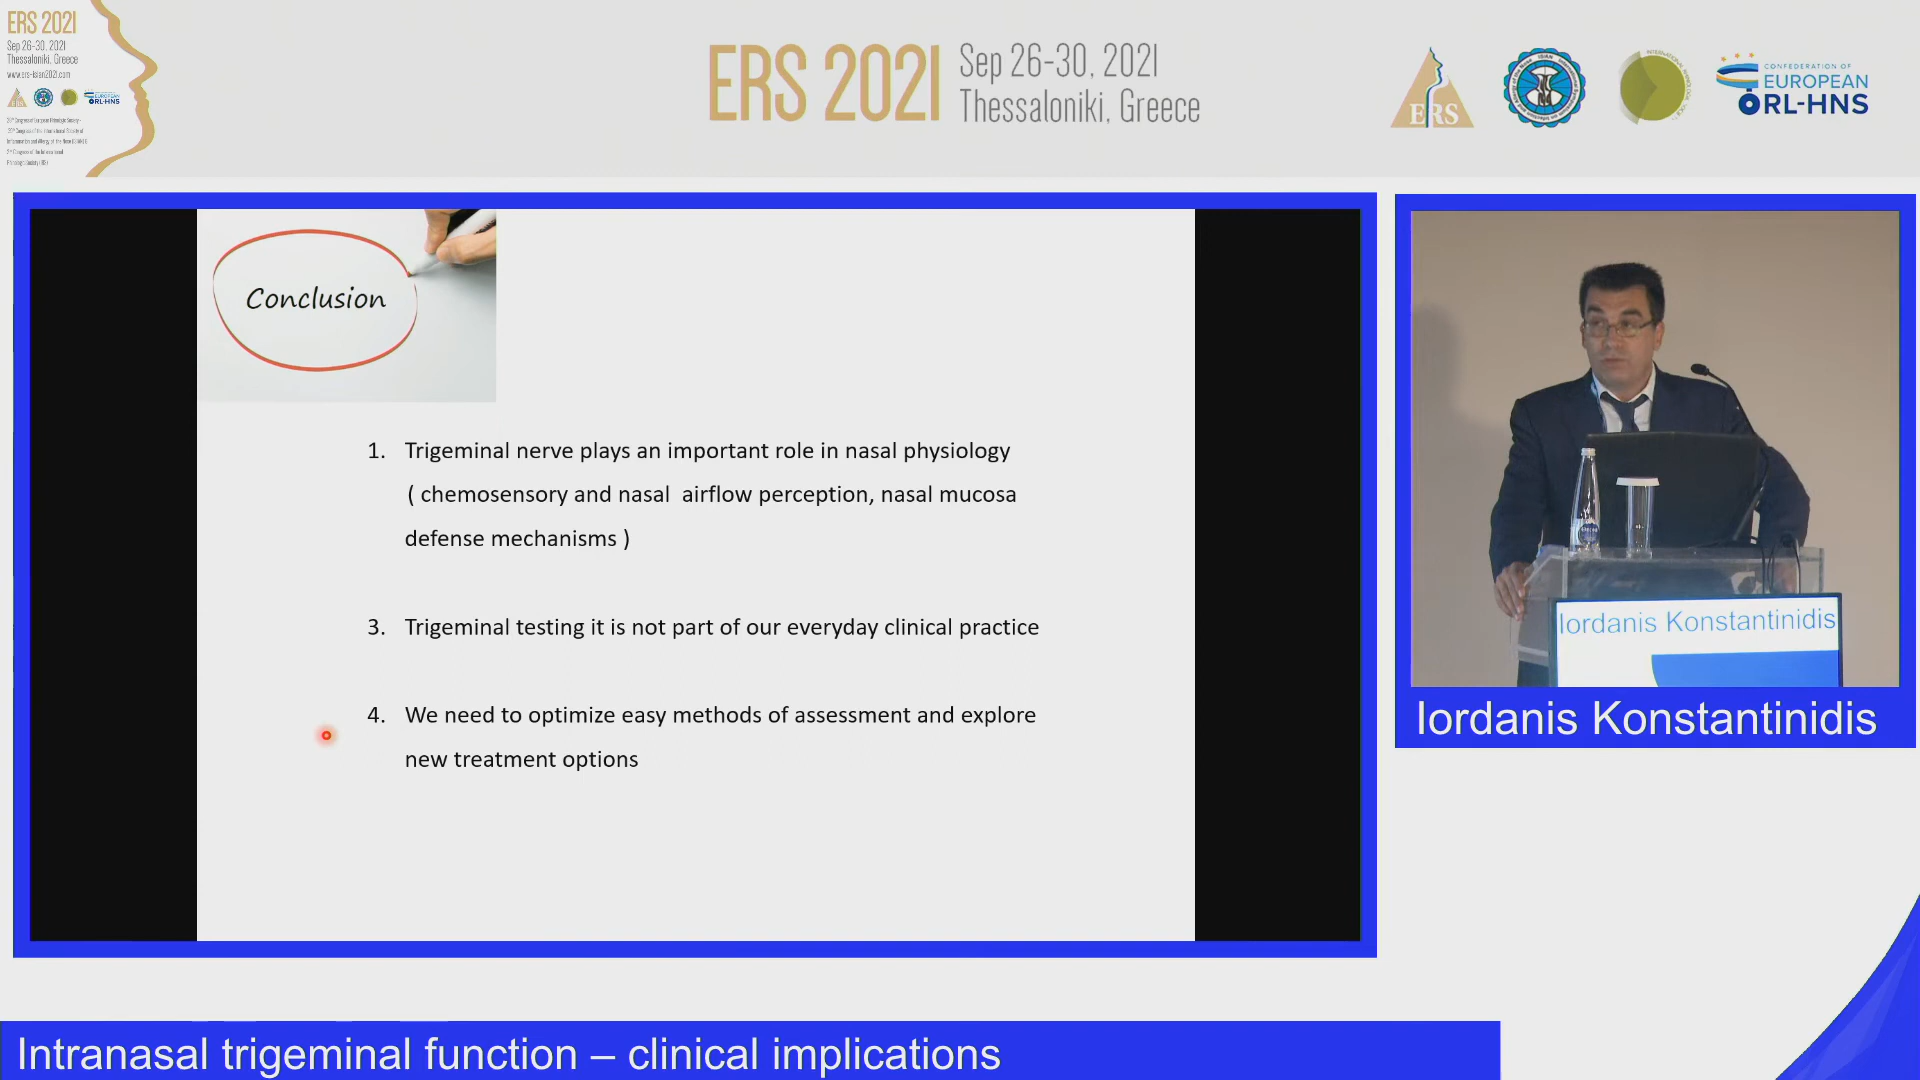 ERS 2021
Sep 26-30, 2021
Thessaloniki, Greece
www.ers-isian2021.com
ERS 2021
Sep 26-30, 2021
Thessaloniki, Greece
ERS
CONFEDERATION OF
EUROPEAN
ORL-HNS
Conclusion
1. Trigeminal nerve plays an important role in nasal physiology
( chemosensory and nasal airflow perception, nasal mucosa
defense mechanisms )
3. Trigeminal testing it is not part of our everyday clinical practice
4. We need to optimize easy methods of assessment and explore
new treatment options
Iordanis Konstantinidis
Iordanis Konstantinidis
Intranasal trigeminal function – clinical implications